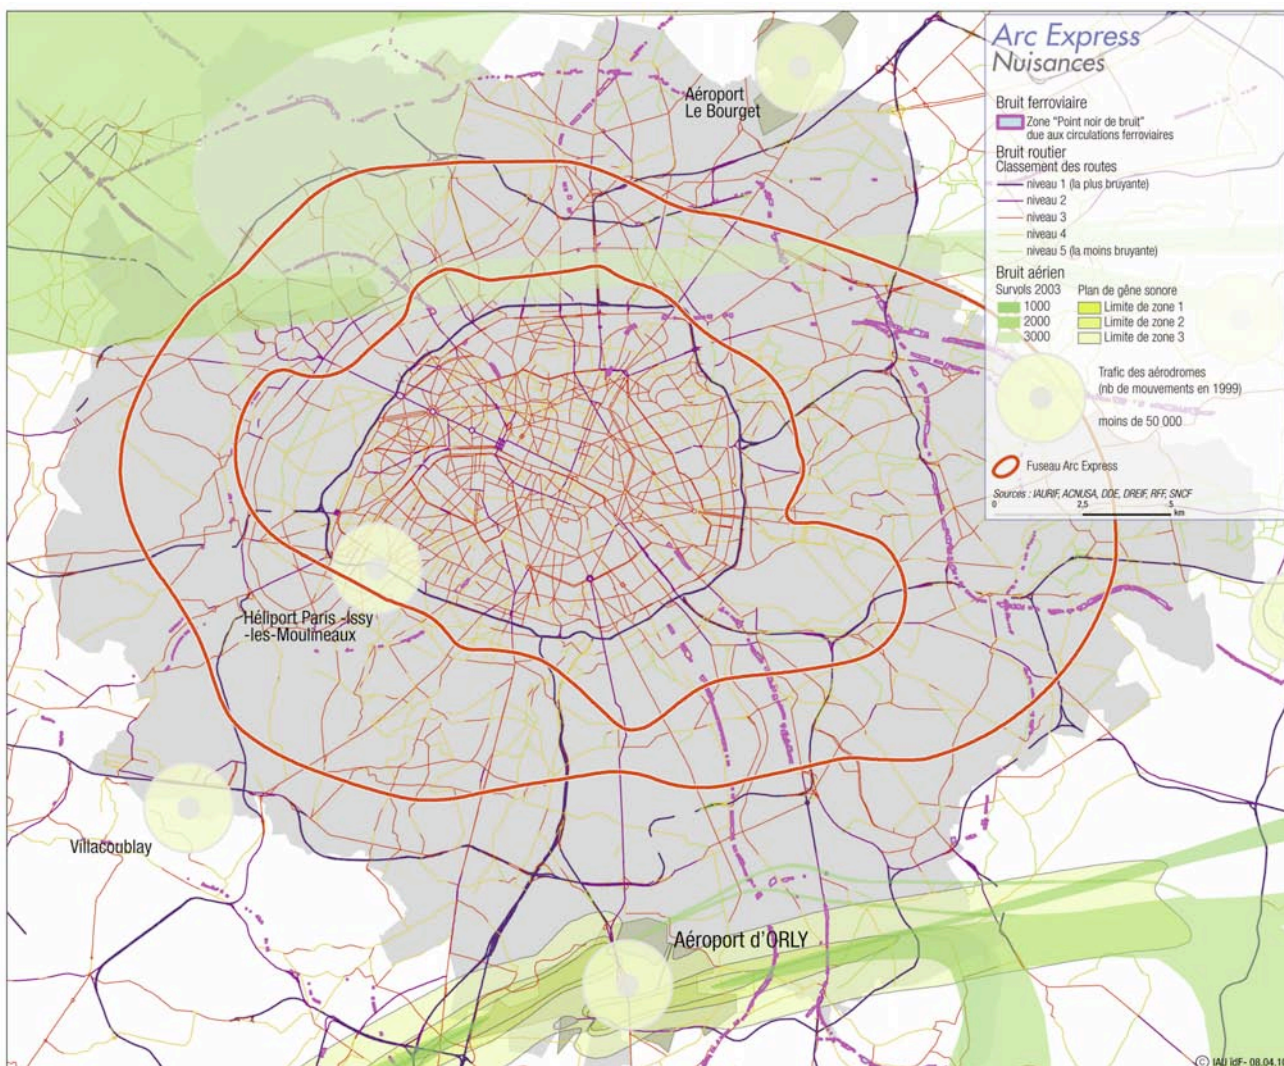 Arc Express
Nuisances
Bruit ferroviaire
Zone "Point noir de bruit"
due aux circulations ferroviaires
Bruit routier
Classement des routes
niveau 1 (la plus bruyante)
niveau 2
niveau 3
niveau 4
niveau 5 (la moins bruyante)
Bruit aérien
Survols 2003
Plan de gêne sonore
1000
Limite de zone 1
2000
Limite de zone 2
3000
Limite de zone 3
Trafic des aérodromes
(nb de mouvements en 1999)
moins de 50 000
Fuseau Arc Express
Sources : IAURIF, ACNUSA, DDE, DREIF, RFF, SNCF
0 2,5 5
km
Aéroport
Le Bourget
Héliport Paris -Issy
-les-Moulineaux
Villacoublay
Aéroport d'ORLY
© IAU îdF- 08.04.10